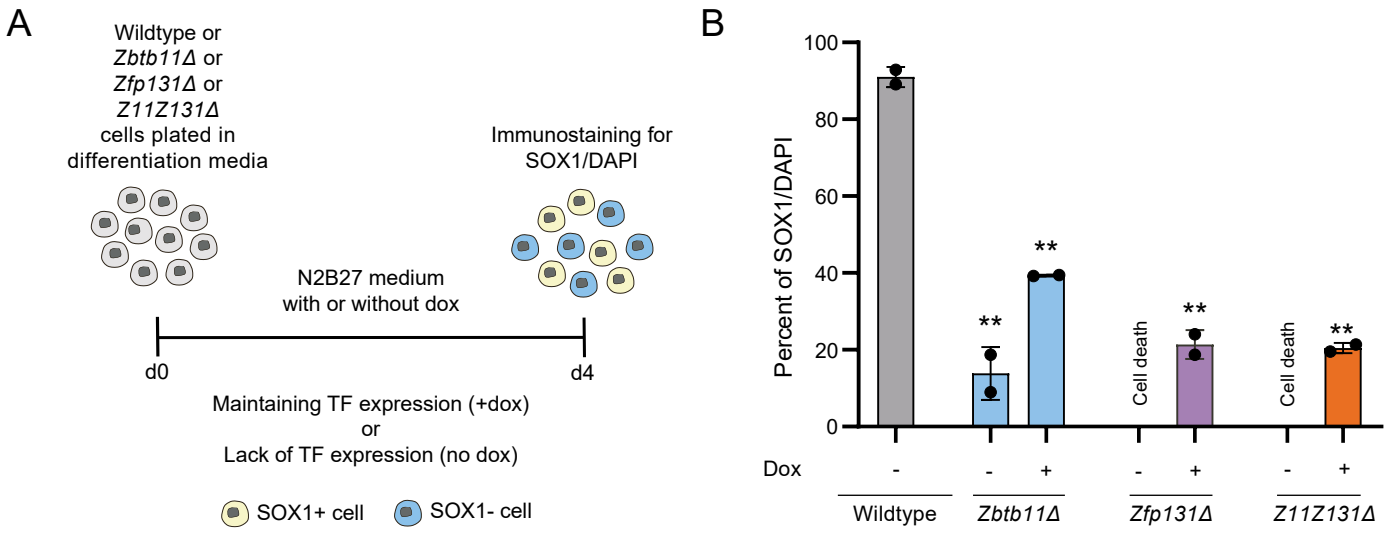 A
Wildtype or
Zbtb11Δ or
Zfp131Δ or
Z11Z131Δ
cells plated in
differentiation media
Immunostaining for
SOX1/DAPI
N2B27 medium
with or without dox
d0
d4
Maintaining TF expression (+dox)
or
Lack of TF expression (no dox)
SOX1+ cell
SOX1- cell
B
Percent of SOX1/DAPI
100
80
60
40
20
0
**
**
Cell death
**
Cell death
**
Dox - - + - + - +
Wildtype Zbtb11Δ Zfp131Δ Z11Z131Δ